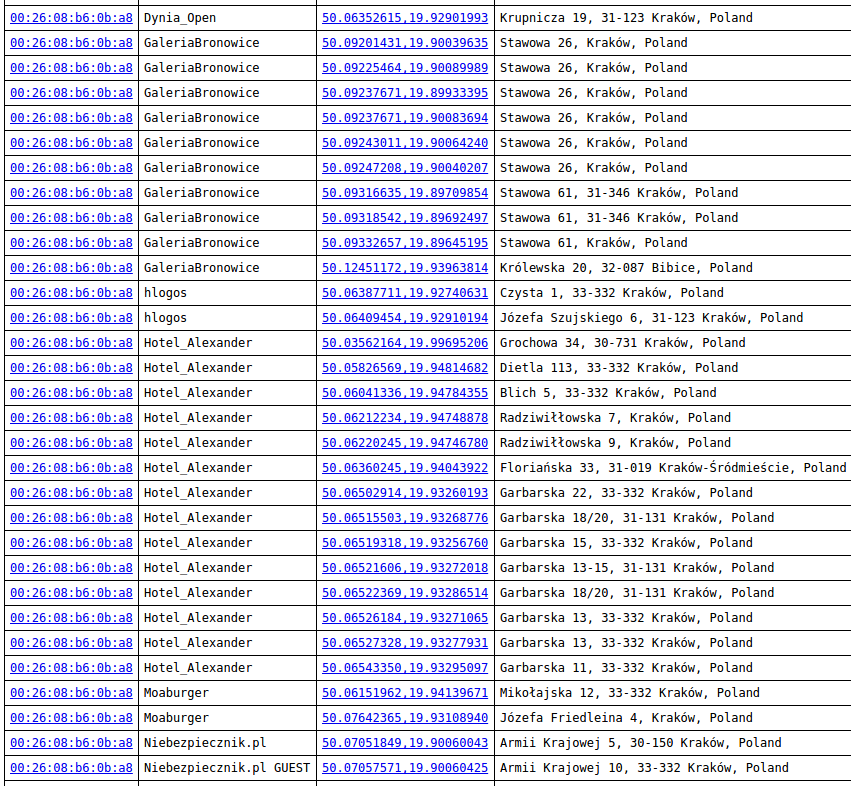 00:26:08:b6:0b:a8 Dynia_Open 50.06352615,19.92901993 Krupnicza 19, 31-123 Kraków, Poland
00:26:08:b6:0b:a8 GaleriaBronowice 50.09201431,19.90039635 Stawowa 26, Kraków, Poland
00:26:08:b6:0b:a8 GaleriaBronowice 50.09225464,19.90089989 Stawowa 26, Kraków, Poland
00:26:08:b6:0b:a8 GaleriaBronowice 50.09237671,19.89933395 Stawowa 26, Kraków, Poland
00:26:08:b6:0b:a8 GaleriaBronowice 50.09237671,19.90083694 Stawowa 26, Kraków, Poland
00:26:08:b6:0b:a8 GaleriaBronowice 50.09243011,19.90064240 Stawowa 26, Kraków, Poland
00:26:08:b6:0b:a8 GaleriaBronowice 50.09247208,19.90040207 Stawowa 26, Kraków, Poland
00:26:08:b6:0b:a8 GaleriaBronowice 50.09316635,19.89709854 Stawowa 61, 31-346 Kraków, Poland
00:26:08:b6:0b:a8 GaleriaBronowice 50.09318542,19.89692497 Stawowa 61, 31-346 Kraków, Poland
00:26:08:b6:0b:a8 GaleriaBronowice 50.09332657,19.89645195 Stawowa 61, Kraków, Poland
00:26:08:b6:0b:a8 GaleriaBronowice 50.12451172,19.93963814 Królewska 20, 32-087 Bibice, Poland
00:26:08:b6:0b:a8 hlogos 50.06387711,19.92740631 Czysta 1, 33-332 Kraków, Poland
00:26:08:b6:0b:a8 hlogos 50.06409454,19.92910194 Józefa Szujskiego 6, 31-123 Kraków, Poland
00:26:08:b6:0b:a8 Hotel_Alexander 50.03562164,19.99695206 Grochowa 34, 30-731 Kraków, Poland
00:26:08:b6:0b:a8 Hotel_Alexander 50.05826569,19.94814682 Dietla 113, 33-332 Kraków, Poland
00:26:08:b6:0b:a8 Hotel_Alexander 50.06041336,19.94784355 Blich 5, 33-332 Kraków, Poland
00:26:08:b6:0b:a8 Hotel_Alexander 50.06212234,19.94748878 Radziwiłłowska 7, Kraków, Poland
00:26:08:b6:0b:a8 Hotel_Alexander 50.06220245,19.94746780 Radziwiłłowska 9, Kraków, Poland
00:26:08:b6:0b:a8 Hotel_Alexander 50.06360245,19.94043922 Floriańska 33, 31-019 Kraków-Śródmieście, Poland
00:26:08:b6:0b:a8 Hotel_Alexander 50.06502914,19.93260193 Garbarska 22, 33-332 Kraków, Poland
00:26:08:b6:0b:a8 Hotel_Alexander 50.06515503,19.93268776 Garbarska 18/20, 31-131 Kraków, Poland
00:26:08:b6:0b:a8 Hotel_Alexander 50.06519318,19.93256760 Garbarska 15, 33-332 Kraków, Poland
00:26:08:b6:0b:a8 Hotel_Alexander 50.06521606,19.93272018 Garbarska 13-15, 31-131 Kraków, Poland
00:26:08:b6:0b:a8 Hotel_Alexander 50.06522369,19.93286514 Garbarska 18/20, 31-131 Kraków, Poland
00:26:08:b6:0b:a8 Hotel_Alexander 50.06526184,19.93271065 Garbarska 13, 33-332 Kraków, Poland
00:26:08:b6:0b:a8 Hotel_Alexander 50.06527328,19.93277931 Garbarska 13, 33-332 Kraków, Poland
00:26:08:b6:0b:a8 Hotel_Alexander 50.06543350,19.93295097 Garbarska 11, 33-332 Kraków, Poland
00:26:08:b6:0b:a8 Moaburger 50.06151962,19.94139671 Mikołajska 12, 33-332 Kraków, Poland
00:26:08:b6:0b:a8 Moaburger 50.07642365,19.93108940 Józefa Friedleina 4, Kraków, Poland
00:26:08:b6:0b:a8 Niebezpiecznik.pl 50.07051849,19.90060043 Armii Krajowej 5, 30-150 Kraków, Poland
00:26:08:b6:0b:a8 Niebezpiecznik.pl GUEST 50.07057571,19.90060425 Armii Krajowej 10, 33-332 Kraków, Poland